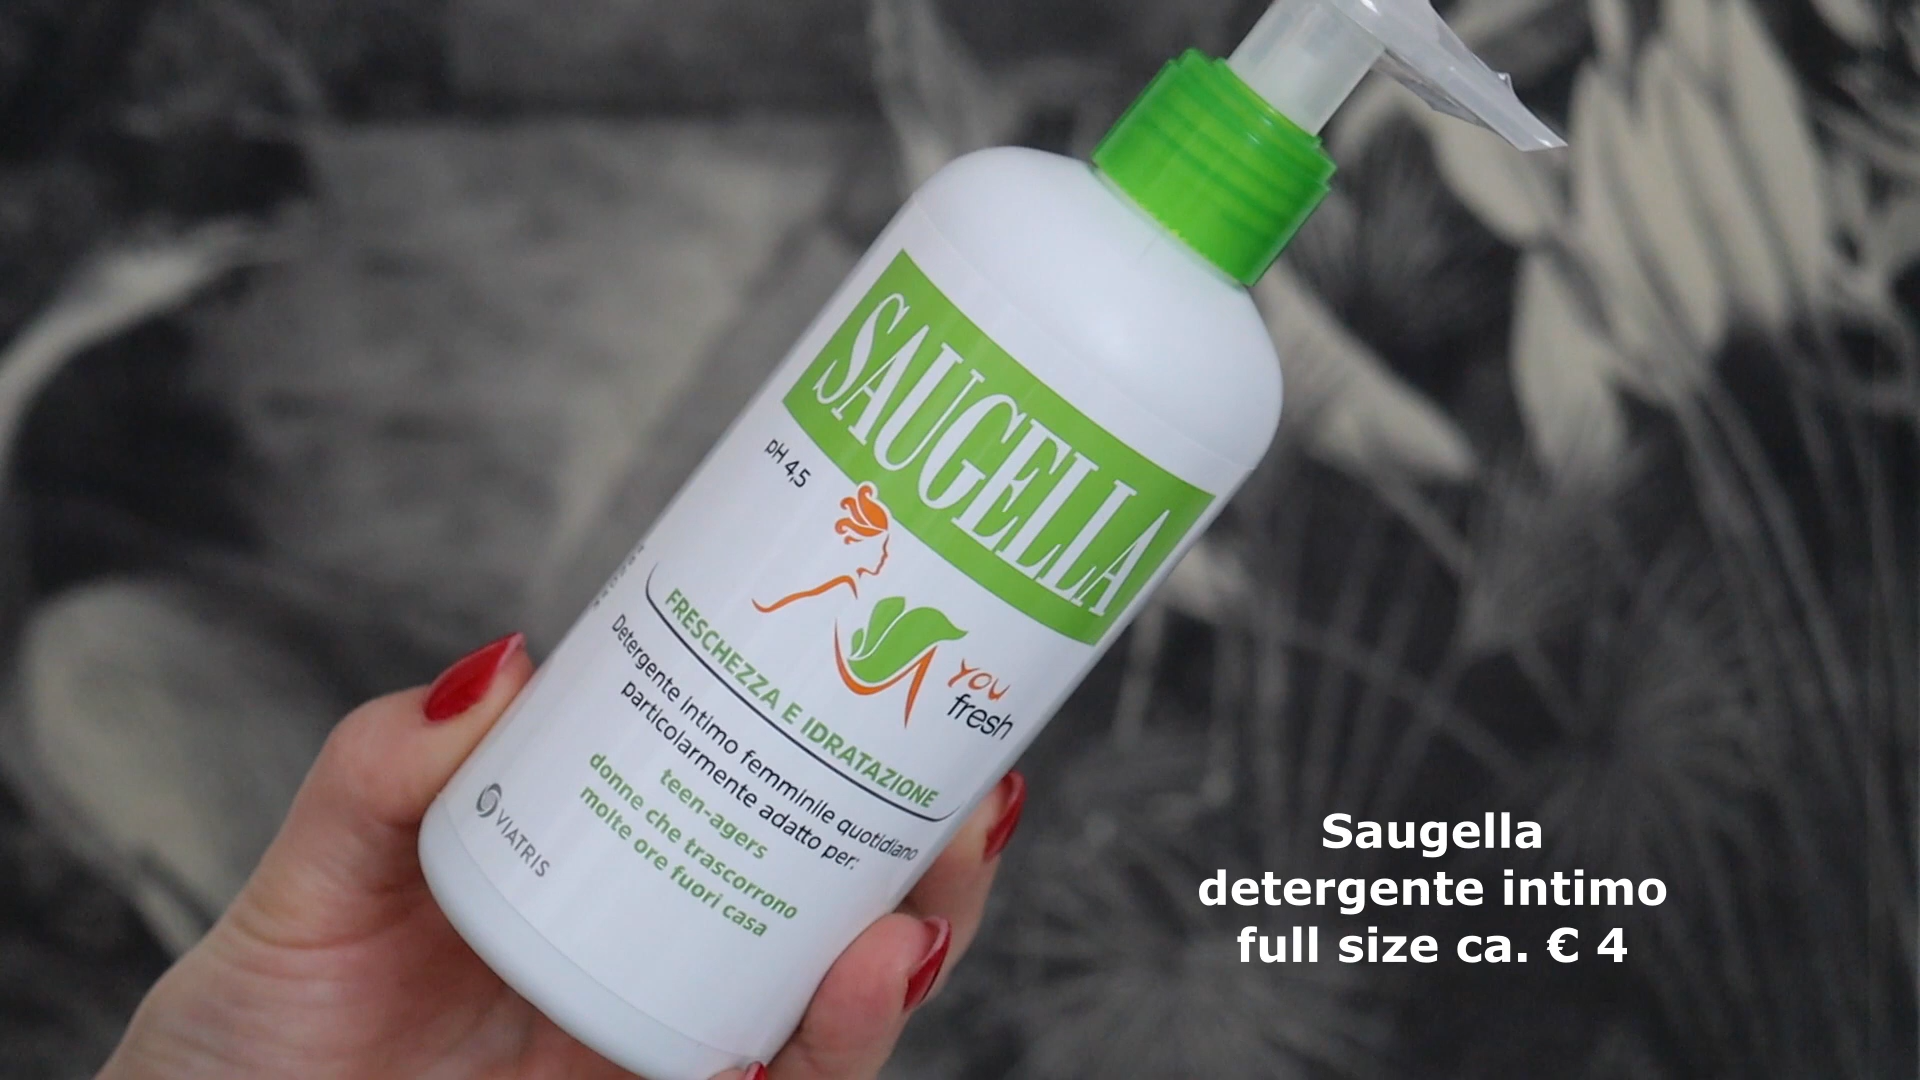 SAUGELLA
pH 4,5
YOU
fresh
FRESCHEZZA E IDRATAZIONE
Detergente intimo femminile quotidiano
particolarmente adatto per:
teen-agers
donne che trascorrono
molte ore fuori casa
VIATRIS
Saugella
detergente intimo
full size ca. € 4